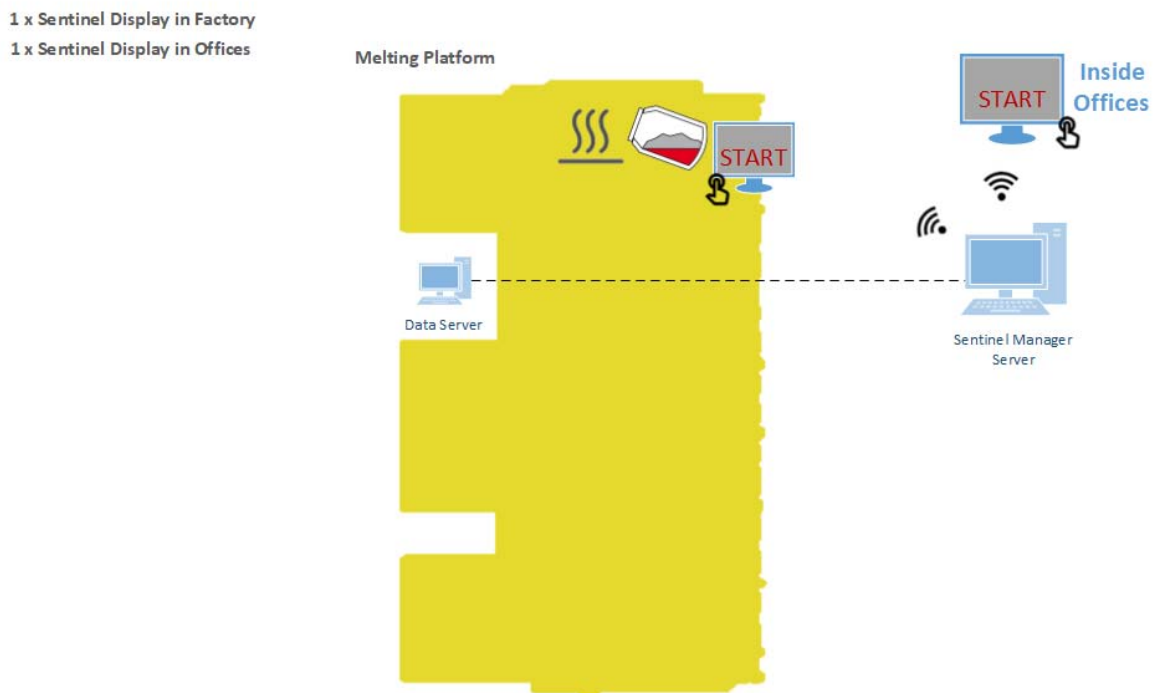 1 x Sentinel Display in Factory
1 x Sentinel Display in Offices
Melting Platform
START
Inside
Offices
START
Data Server
Sentinel Manager
Server